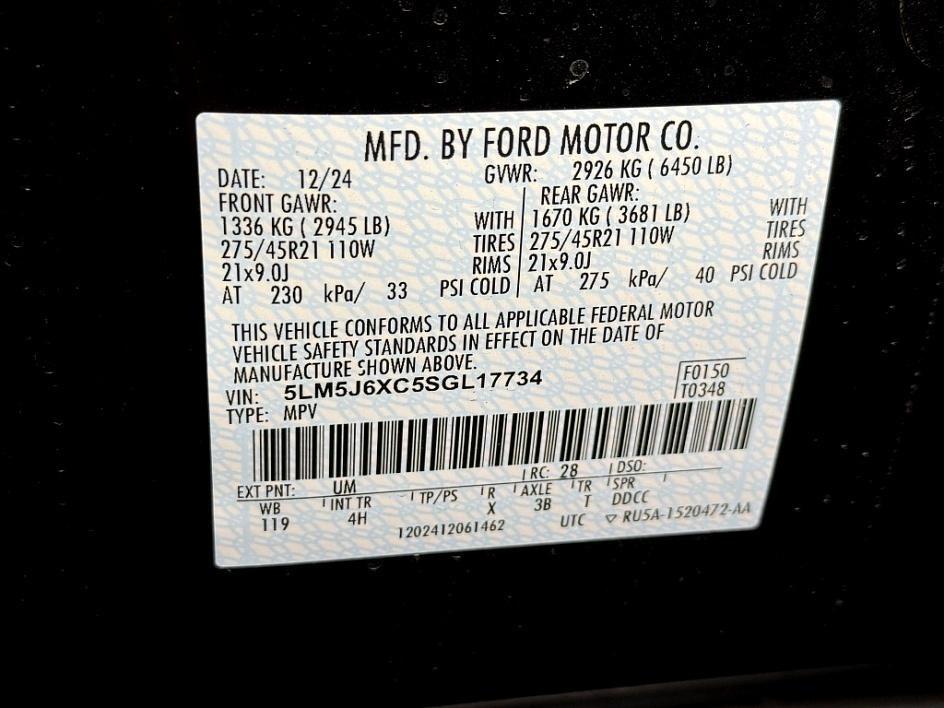 MFD. BY FORD MOTOR CO.
DATE: 12/24 GVWR: 2926 KG ( 6450 LB)
FRONT GAWR: REAR GAWR:
1336 KG ( 2945 LB) WITH 1670 KG ( 3681 LB) WITH
275/45R21 110W TIRES 275/45R21 110W TIRES
21x9.0J RIMS 21x9.0J RIMS
AT 230 kPa/ 33 PSI COLD AT 275 kPa/ 40 PSI COLD
THIS VEHICLE CONFORMS TO ALL APPLICABLE FEDERAL MOTOR
VEHICLE SAFETY STANDARDS IN EFFECT ON THE DATE OF
MANUFACTURE SHOWN ABOVE.
VIN: 5LM5J6XC5SGL17734 F0150
TYPE: MPV T0348
EXT PNT: UM RC: 28 DSO:
WB INT TR TP/PS R AXLE TR SPR
119 4H X 3B T DDCC
1202412061462 UTC ▽ RU5A-1520472-AA